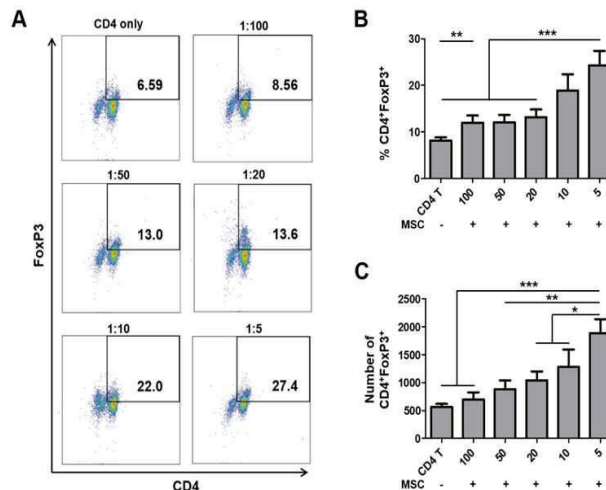 A
CD4 only
1:100
6.59
8.56
1:50
1:20
13.0
13.6
1:10
1:5
22.0
27.4
FoxP3
CD4
B
**
***
30
20
10
0
% CD4⁺FoxP3⁺
CD4 T 100 50 20 10 5
MSC - + + + + +
C
***
**
*
2500
2000
1500
1000
500
0
Number of
CD4⁺FoxP3⁺
CD4 T 100 50 20 10 5
MSC - + + + + +